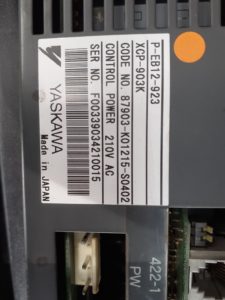 P-EB12-923
XCP-903K
CODE NO. 87903-K01215-S0402
CONTROL POWER 210V AC
SER NO. F00339034210015
YASKAWA
Made in JAPAN
422-1
PW